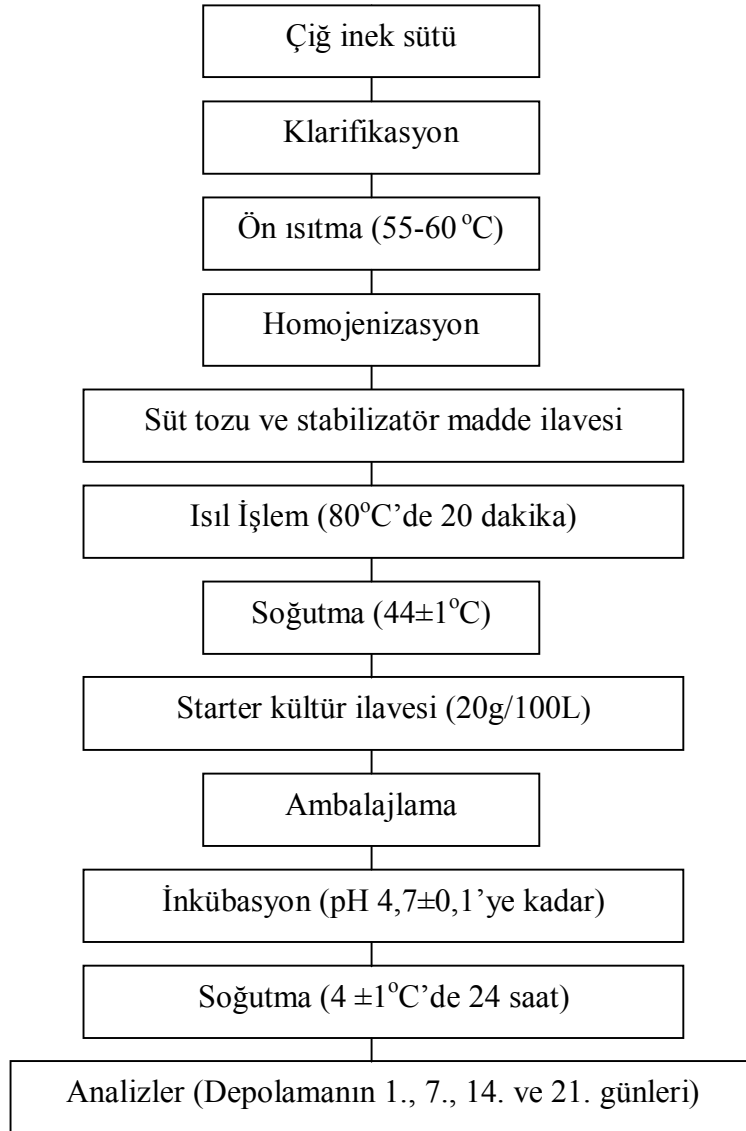 Çiğ inek sütü
Klarifikasyon
Ön ısıtma (55-60 °C)
Homojenizasyon
Süt tozu ve stabilizatör madde ilavesi
Isıl İşlem (80°C’de 20 dakika)
Soğutma (44±1°C)
Starter kültür ilavesi (20g/100L)
Ambalajlama
İnkübasyon (pH 4,7±0,1’ye kadar)
Soğutma (4 ±1°C’de 24 saat)
Analizler (Depolamanın 1., 7., 14. ve 21. günleri)